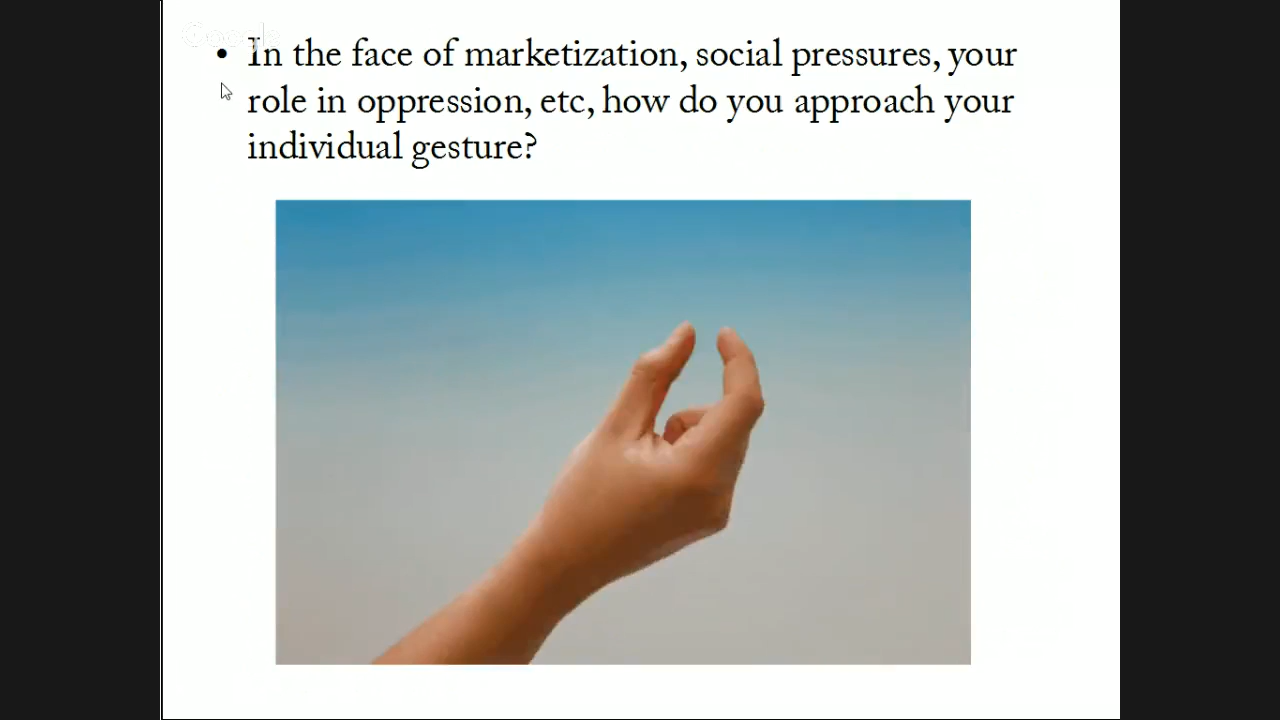 Google
• In the face of marketization, social pressures, your
role in oppression, etc, how do you approach your
individual gesture?